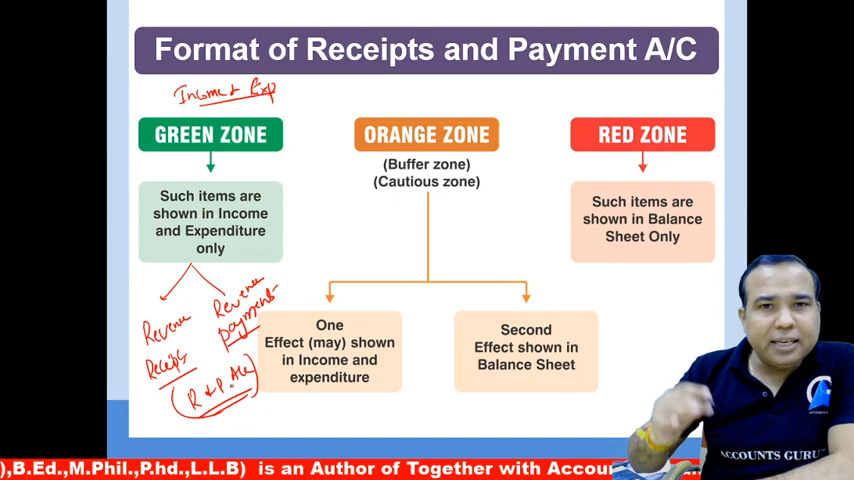 Format of Receipts and Payment A/C
Income & Exp
GREEN ZONE
Such items are
shown in Income
and Expenditure
only
Revenue
Receipts
Revenue
payments
(R & P A/c)
ORANGE ZONE
(Buffer zone)
(Cautious zone)
One
Effect (may) shown
in Income and
expenditure
Second
Effect shown in
Balance Sheet
RED ZONE
Such items are
shown in Balance
Sheet Only
ACCOUNTS GURU
),B.Ed.,M.Phil.,P.hd.,L.L.B) is an Author of Together with Accou